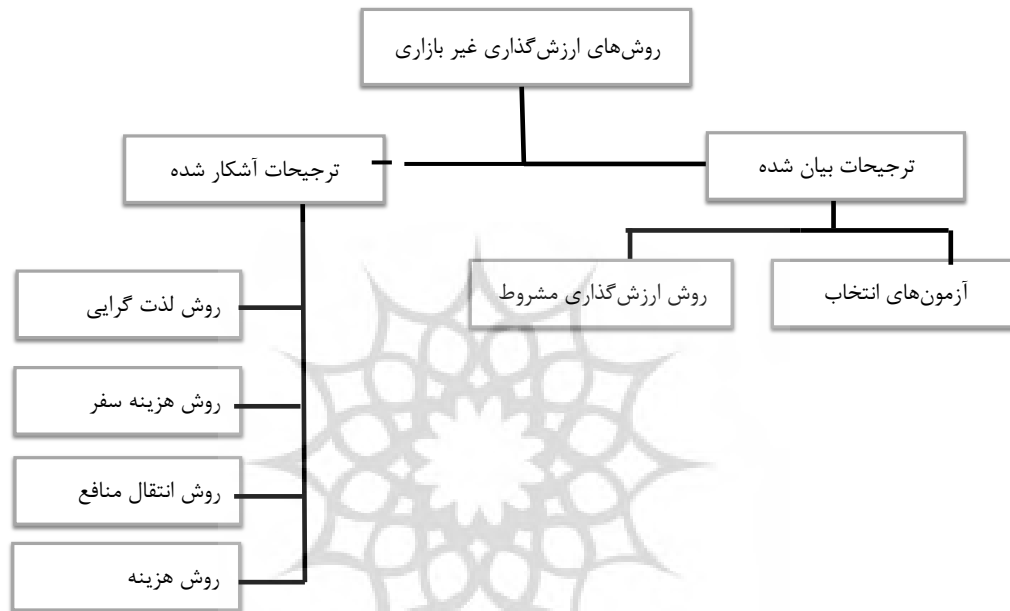 روش‌های ارزش‌گذاری غیر بازاری
ترجیحات بیان شده
ترجیحات آشکار شده
آزمون‌های انتخاب
روش ارزش‌گذاری مشروط
روش لذت گرایی
روش هزینه سفر
روش انتقال منافع
روش هزینه